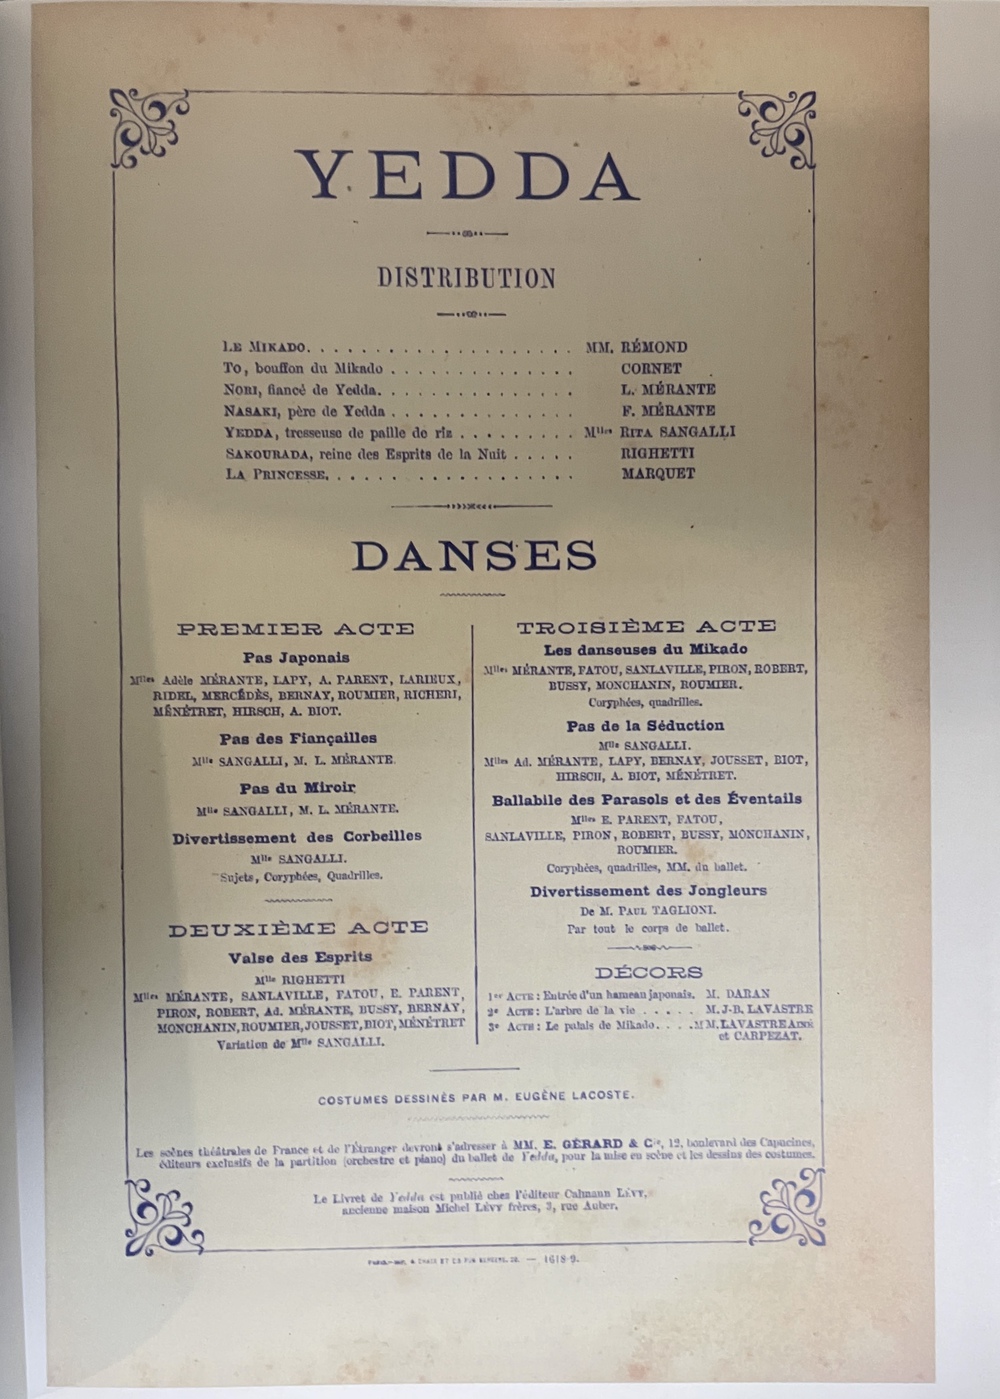 YEDDA
DISTRIBUTION
LE MIKADO. . . . . . . . . . . . . . . . . . . . MM. RÉMOND
TO, bouffon du Mikado . . . . . . . . . . . . . . CORNET
NORI, fiancé de Yedda. . . . . . . . . . . . . . . L. MÉRANTE
NASAKI, père de Yedda . . . . . . . . . . . . . . F. MÉRANTE
YEDDA, tresseuse de paille de riz . . . . . . . . . Mlles RITA SANGALLI
SAKOURADA, reine des Esprits de la Nuit . . . . . RIGHETTI
LA PRINCESSE. . . . . . . . . . . . . . . . . . . MARQUET
DANSES
PREMIER ACTE
Pas Japonais
Mlles Adèle MÉRANTE, LAPY, A. PARENT, LARIEUX,
RIDEL, MERCÉDÈS, BERNAY, ROUMIER, RICHERI,
MÉNÉTRET, HIRSCH, A. BIOT.
Pas des Fiançailles
Mlle SANGALLI, M. L. MÉRANTE.
Pas du Miroir
Mlle SANGALLI, M. L. MÉRANTE.
Divertissement des Corbeilles
Mlle SANGALLI.
Sujets, Coryphées, Quadrilles.
DEUXIÈME ACTE
Valse des Esprits
Mlle RIGHETTI
Mlles MÉRANTE, SANLAVILLE, FATOU, E. PARENT,
PIRON, ROBERT, Ad. MÉRANTE, BUSSY, BERNAY,
MONCHANIN, ROUMIER, JOUSSET, BIOT, MÉNÉTRET
Variation de Mlle SANGALLI.
TROISIÈME ACTE
Les danseuses du Mikado
Mlles MÉRANTE, FATOU, SANLAVILLE, PIRON, ROBERT,
BUSSY, MONCHANIN, ROUMIER.
Coryphées, quadrilles.
Pas de la Séduction
Mlle SANGALLI.
Mlles Ad. MÉRANTE, LAPY, BERNAY, JOUSSET, BIOT,
HIRSCH, A. BIOT, MÉNÉTRET.
Ballabile des Parasols et des Éventails
Mlles E. PARENT, FATOU,
SANLAVILLE, PIRON, ROBERT, BUSSY, MONCHANIN,
ROUMIER.
Coryphées, quadrilles, MM. du ballet.
Divertissement des Jongleurs
De M. PAUL TAGLIONI.
Par tout le corps de ballet.
DÉCORS
1er ACTE : Entrée d'un hameau japonais. M. DARAN
2e ACTE : L'arbre de la vie . . . . . M. J-B. LAVASTRE
3e ACTE : Le palais de Mikado. . . . MM. LAVASTRE AINÉ
et CARPEZAT.
COSTUMES DESSINÉS PAR M. EUGÈNE LACOSTE.
Les scènes théâtrales de France et de l'Étranger devront s'adresser à MM. E. GÉRARD & Cie, 12, boulevard des Capucines,
éditeurs exclusifs de la partition (orchestre et piano) du ballet de Yedda, pour la mise en scène et les dessins des costumes.
Le Livret de Yedda est publié chez l'éditeur Calmann LÉVY,
ancienne maison Michel LÉVY frères, 3, rue Auber.
— 1618-9.